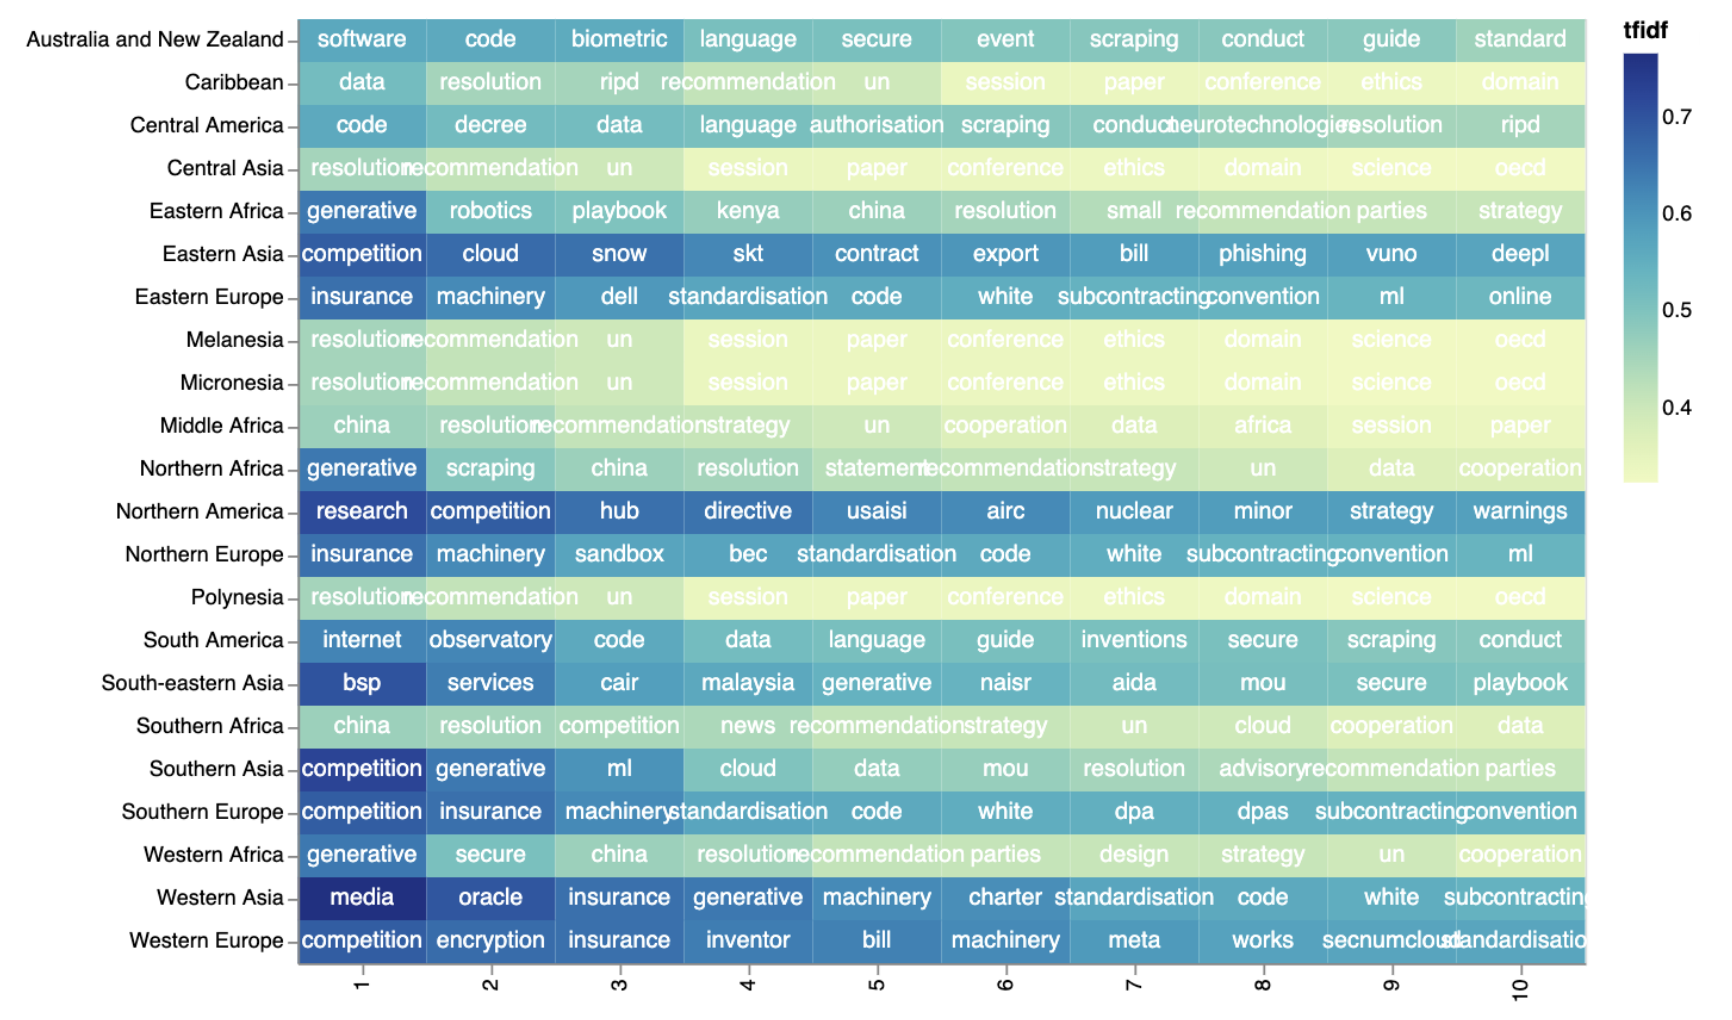 tfidf
Australia and New Zealand software code biometric language secure event scraping conduct guide standard
Caribbean data resolution ripd recommendation un session paper conference ethics domain
Central America code decree data language authorisation scraping conduct neurotechnologies resolution ripd
Central Asia resolution recommendation un session paper conference ethics domain science oecd
Eastern Africa generative robotics playbook kenya china resolution small recommendation parties strategy
Eastern Asia competition cloud snow skt contract export bill phishing vuno deepl
Eastern Europe insurance machinery dell standardisation code white subcontracting convention ml online
Melanesia resolution recommendation un session paper conference ethics domain science oecd
Micronesia resolution recommendation un session paper conference ethics domain science oecd
Middle Africa china resolution recommendation strategy un cooperation data africa session paper
Northern Africa generative scraping china resolution statement recommendation strategy un data cooperation
Northern America research competition hub directive usaisi airc nuclear minor strategy warnings
Northern Europe insurance machinery sandbox bec standardisation code white subcontracting convention ml
Polynesia resolution recommendation un session paper conference ethics domain science oecd
South America internet observatory code data language guide inventions secure scraping conduct
South-eastern Asia bsp services cair malaysia generative naisr aida mou secure playbook
Southern Africa china resolution competition news recommendation strategy un cloud cooperation data
Southern Asia competition generative ml cloud data mou resolution advisory recommendation parties
Southern Europe competition insurance machinery standardisation code white dpa dpas subcontracting convention
Western Africa generative secure china resolution recommendation parties design strategy un cooperation
Western Asia media oracle insurance generative machinery charter standardisation code white subcontracting
Western Europe competition encryption insurance inventor bill machinery meta works secnumcloud standardisatio
1 2 3 4 5 6 7 8 9 10
0.7
0.6
0.5
0.4